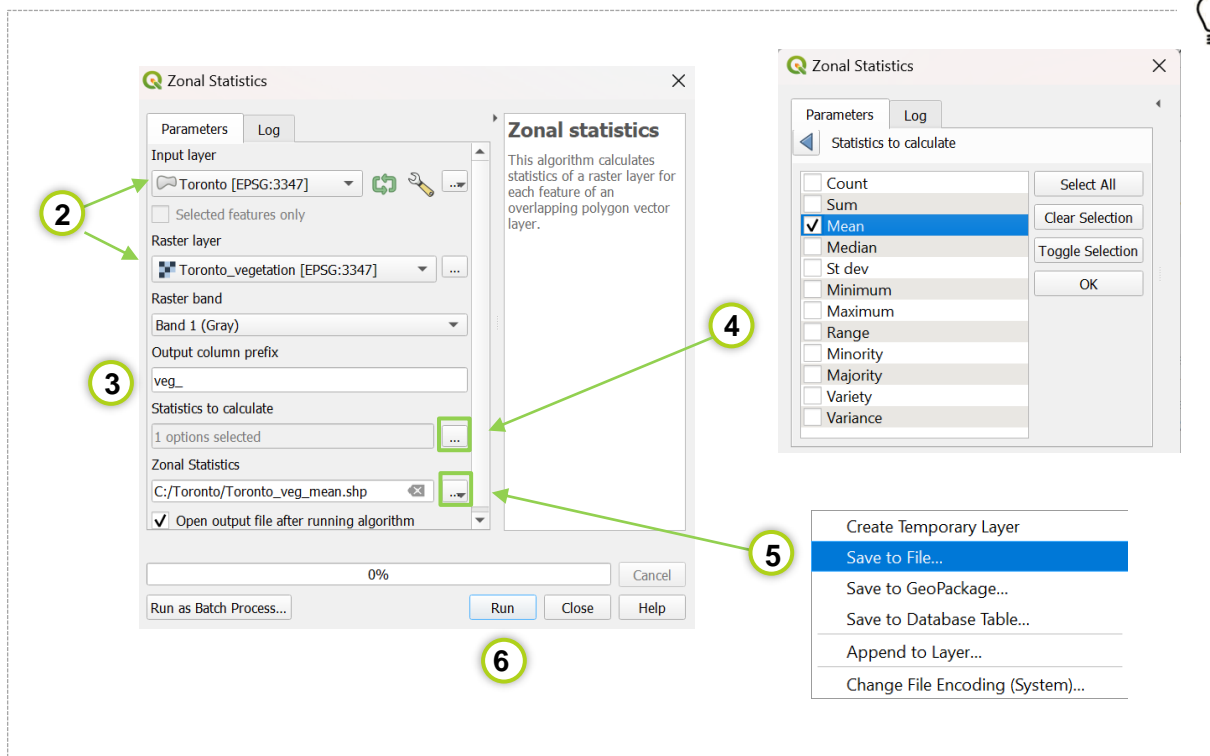 Zonal Statistics
Parameters
Log
Input layer
Toronto [EPSG:3347]
...
Selected features only
2
Raster layer
Toronto_vegetation [EPSG:3347]
...
Raster band
Band 1 (Gray)
Output column prefix
3
veg_
Statistics to calculate
1 options selected
...
Zonal Statistics
C:/Toronto/Toronto_veg_mean.shp
...
Open output file after running algorithm
Zonal statistics
This algorithm calculates
statistics of a raster layer for
each feature of an
overlapping polygon vector
layer.
0%
Cancel
Run as Batch Process...
Run
Close
Help
6
4
Zonal Statistics
Parameters
Log
Statistics to calculate
Count
Sum
Mean
Median
St dev
Minimum
Maximum
Range
Minority
Majority
Variety
Variance
Select All
Clear Selection
Toggle Selection
OK
5
Create Temporary Layer
Save to File...
Save to GeoPackage...
Save to Database Table...
Append to Layer...
Change File Encoding (System)...